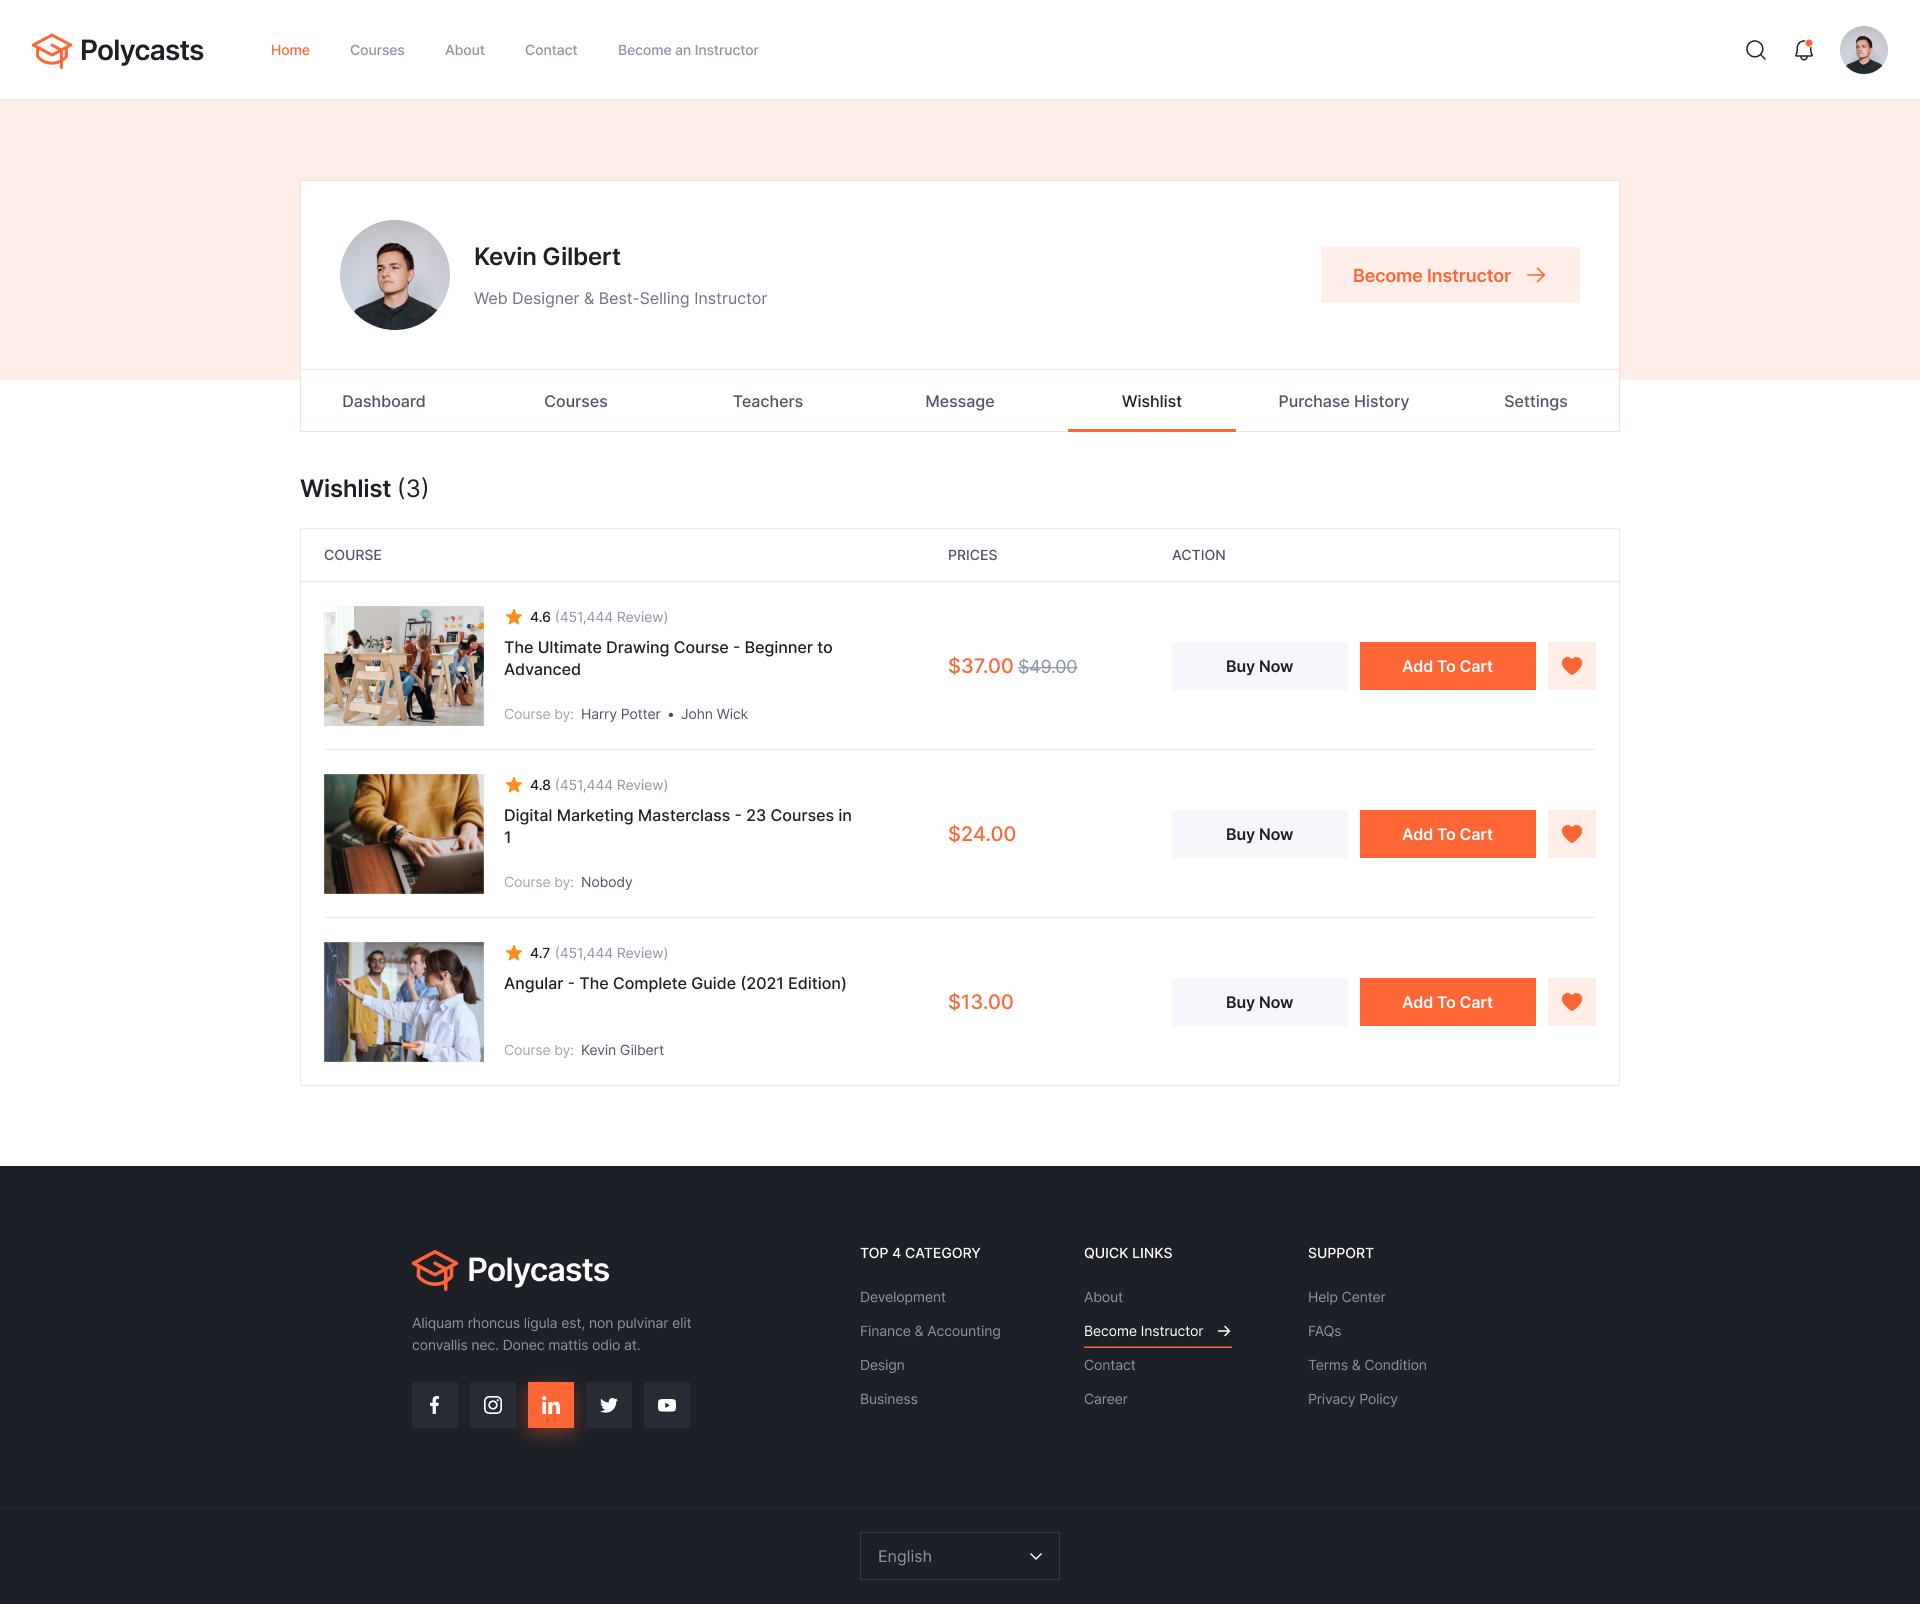 Polycasts
Home
Courses
About
Contact
Become an Instructor
Kevin Gilbert
Web Designer & Best-Selling Instructor
Become Instructor
Dashboard
Courses
Teachers
Message
Wishlist
Purchase History
Settings
Wishlist (3)
COURSE
PRICES
ACTION
4.6 (451,444 Review)
The Ultimate Drawing Course - Beginner to
Advanced
Course by: Harry Potter • John Wick
$37.00 $49.00
Buy Now
Add To Cart
4.8 (451,444 Review)
Digital Marketing Masterclass - 23 Courses in
1
Course by: Nobody
$24.00
Buy Now
Add To Cart
4.7 (451,444 Review)
Angular - The Complete Guide (2021 Edition)
Course by: Kevin Gilbert
$13.00
Buy Now
Add To Cart
Polycasts
Aliquam rhoncus ligula est, non pulvinar elit
convallis nec. Donec mattis odio at.
TOP 4 CATEGORY
Development
Finance & Accounting
Design
Business
QUICK LINKS
About
Become Instructor
Contact
Career
SUPPORT
Help Center
FAQs
Terms & Condition
Privacy Policy
English